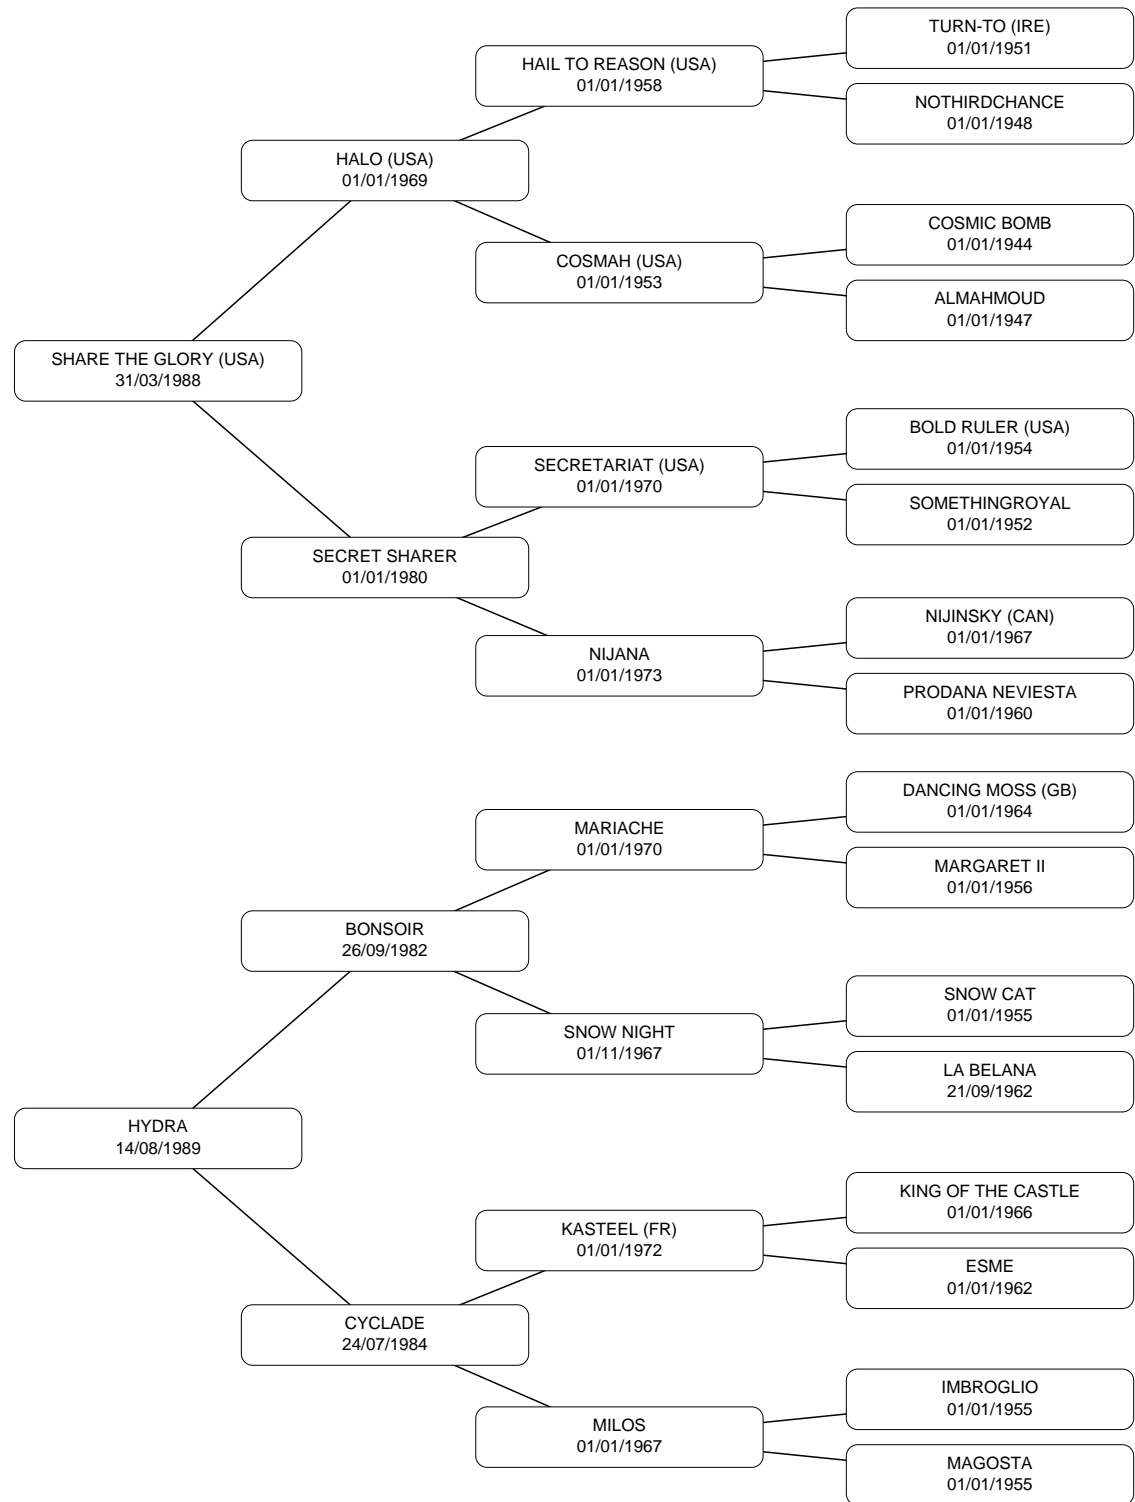 TURN-TO (IRE)
01/01/1951
HAIL TO REASON (USA)
01/01/1958
NOTHIRDCHANCE
01/01/1948
HALO (USA)
01/01/1969
COSMIC BOMB
01/01/1944
COSMAH (USA)
01/01/1953
ALMAHMOUD
01/01/1947
SHARE THE GLORY (USA)
31/03/1988
BOLD RULER (USA)
01/01/1954
SECRETARIAT (USA)
01/01/1970
SOMETHINGROYAL
01/01/1952
SECRET SHARER
01/01/1980
NIJINSKY (CAN)
01/01/1967
NIJANA
01/01/1973
PRODANA NEVIESTA
01/01/1960
DANCING MOSS (GB)
01/01/1964
MARIACHE
01/01/1970
MARGARET II
01/01/1956
BONSOIR
26/09/1982
SNOW CAT
01/01/1955
SNOW NIGHT
01/11/1967
LA BELANA
21/09/1962
HYDRA
14/08/1989
KING OF THE CASTLE
01/01/1966
KASTEEL (FR)
01/01/1972
ESME
01/01/1962
CYCLADE
24/07/1984
IMBROGLIO
01/01/1955
MILOS
01/01/1967
MAGOSTA
01/01/1955